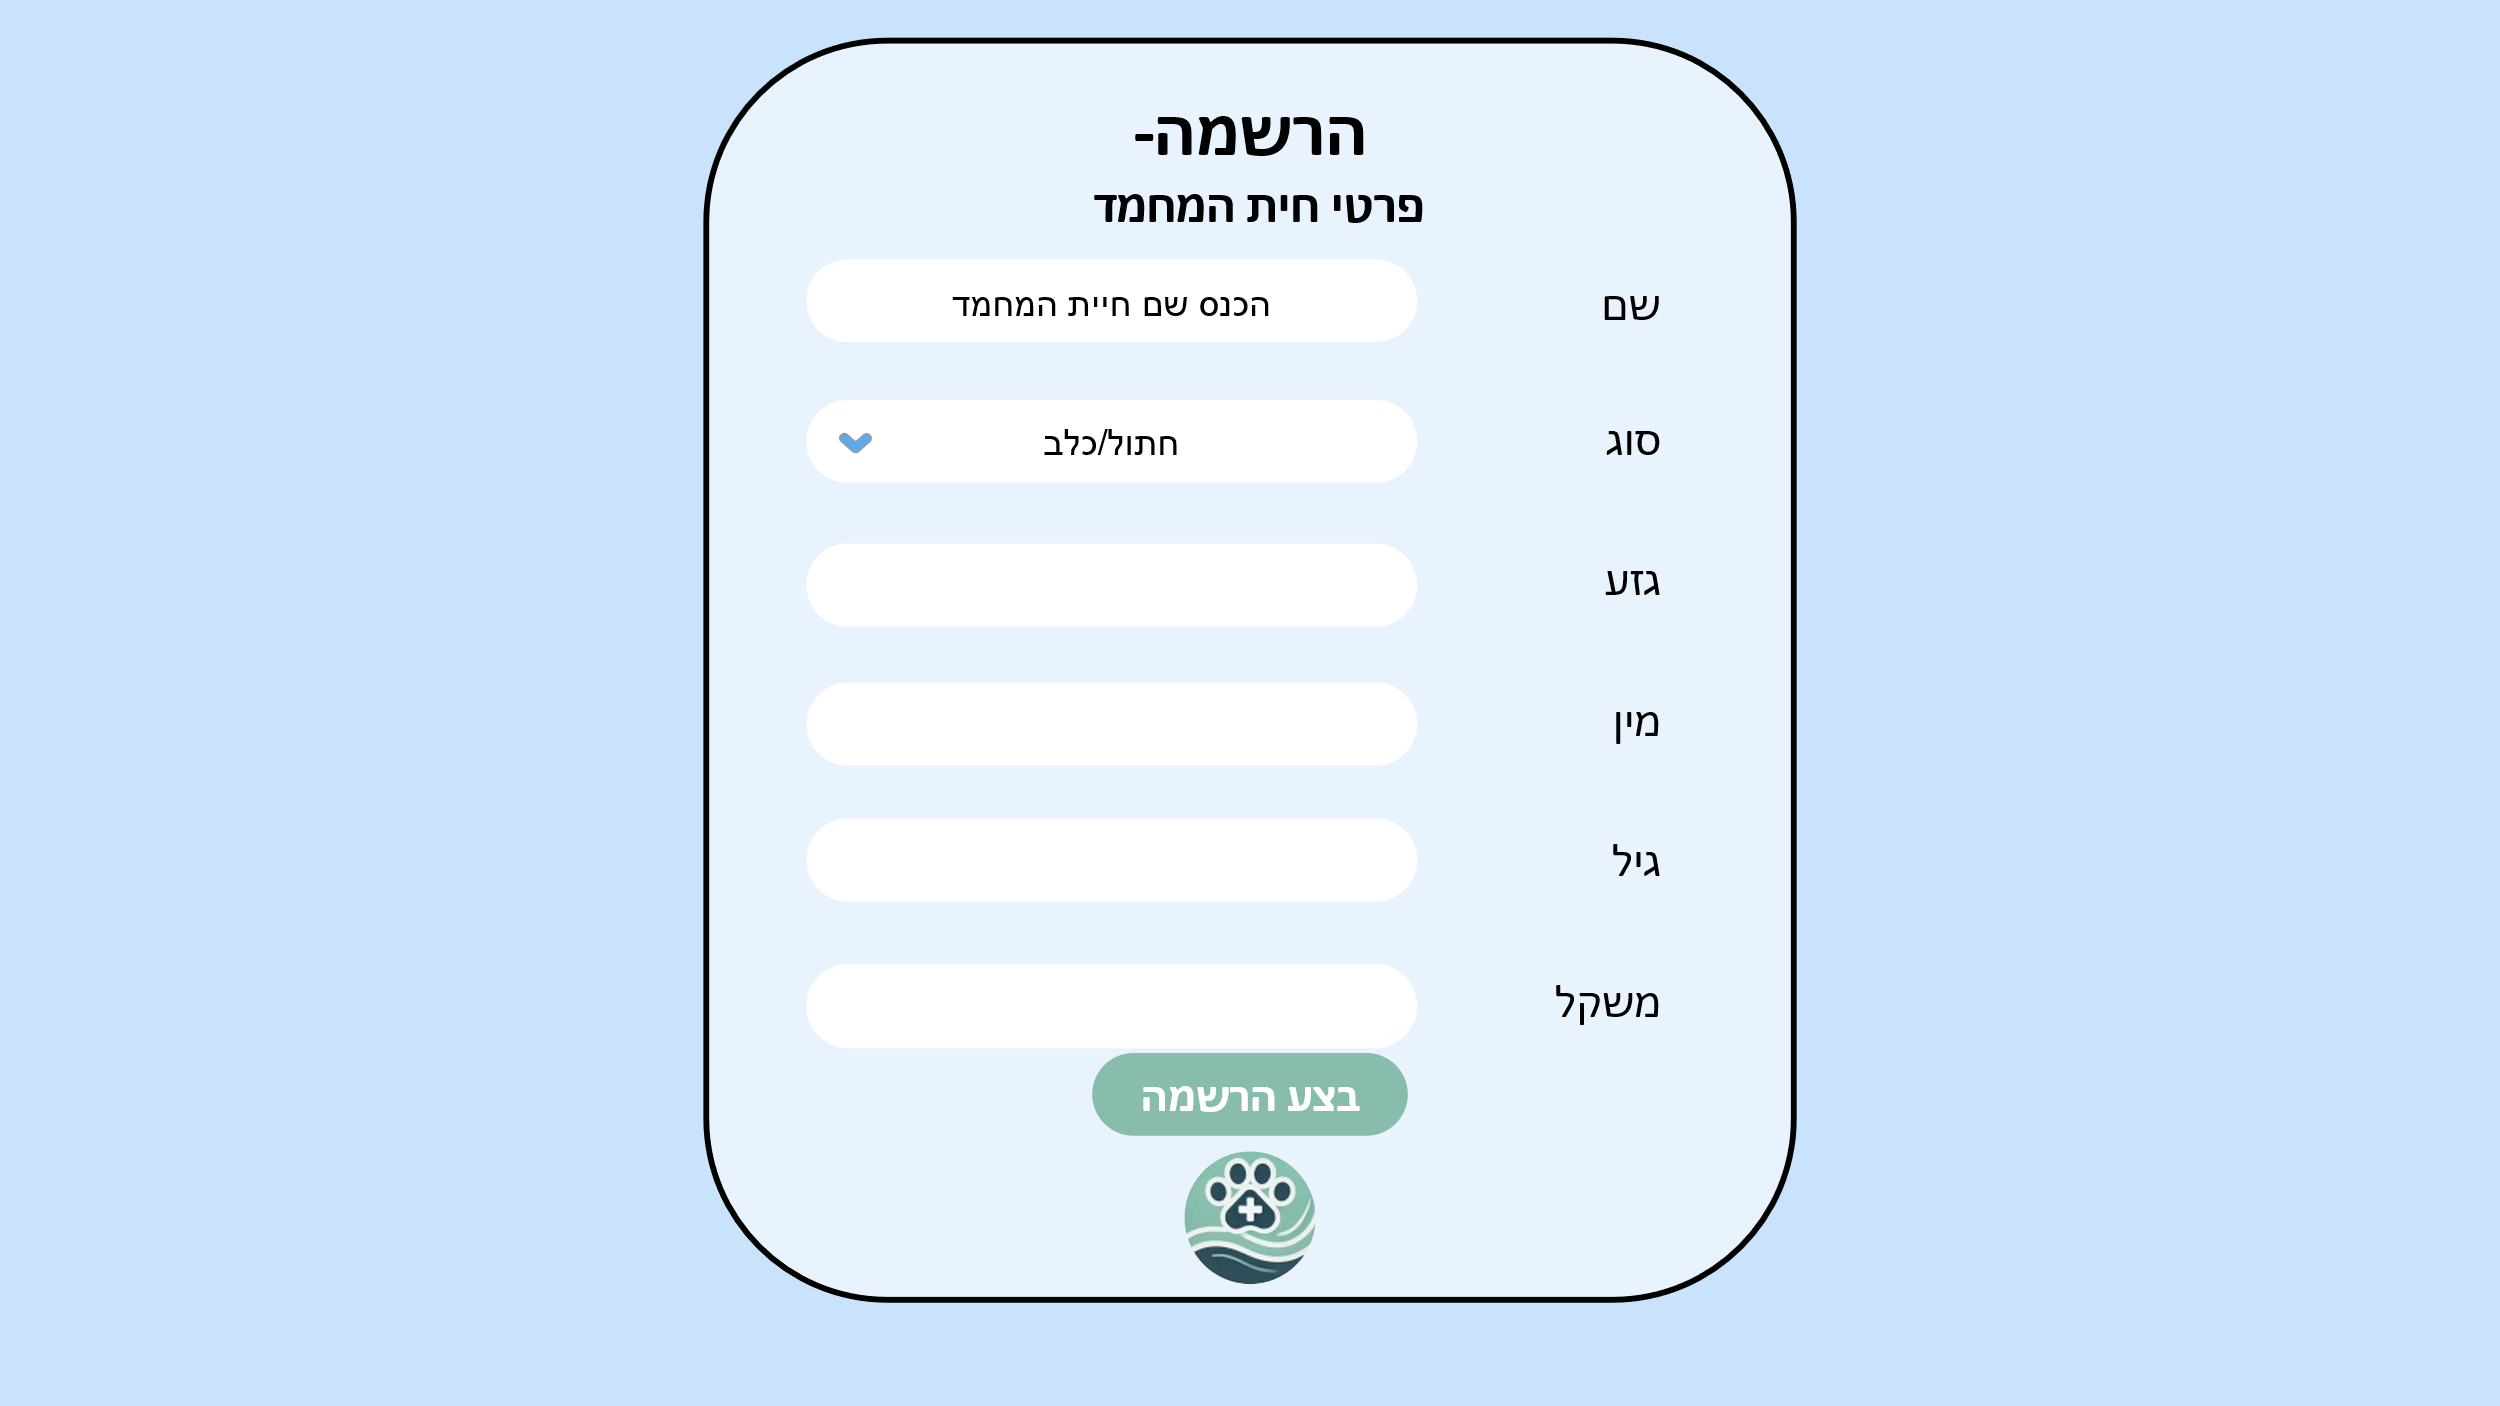 הרשמה-
פרטי חית המחמד
שם
הכנס שם חיית המחמד
סוג
חתול/כלב
גזע
מין
גיל
משקל
בצע הרשמה